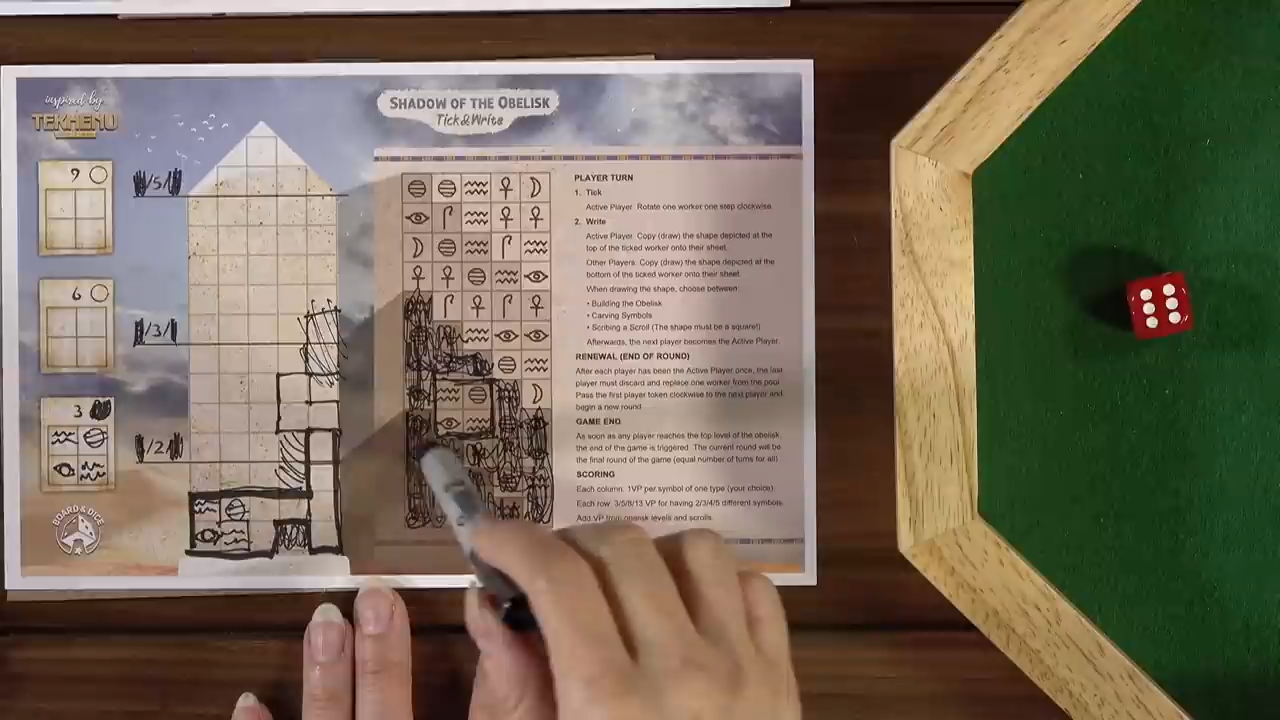 inspired by
TEKHENU
SHADOW OF THE OBELISK
Tick&Write
9
/5/
6
/3/
3
/2/
BOARD & DICE
PLAYER TURN
1. Tick
Active Player: Rotate one worker one step clockwise.
2. Write
Active Player: Copy (draw) the shape depicted at the
top of the ticked worker onto their sheet.
Other Players: Copy (draw) the shape depicted at the
bottom of the ticked worker onto their sheet.
When drawing the shape, choose between:
• Building the Obelisk
• Carving Symbols
• Scribing a Scroll (The shape must be a square!)
Afterwards, the next player becomes the Active Player.
RENEWAL (END OF ROUND)
After each player has been the Active Player once, the last
player must discard and replace one worker from the pool.
Pass the first player token clockwise to the next player and
begin a new round.
GAME END
As soon as any player reaches the top level of the obelisk,
the end of the game is triggered. The current round will be
the final round of the game (equal number of turns for all).
SCORING
Each column: 1VP per symbol of one type (your choice).
Each row: 3/5/8/13 VP for having 2/3/4/5 different symbols.
Add VP from obelisk levels and scrolls.